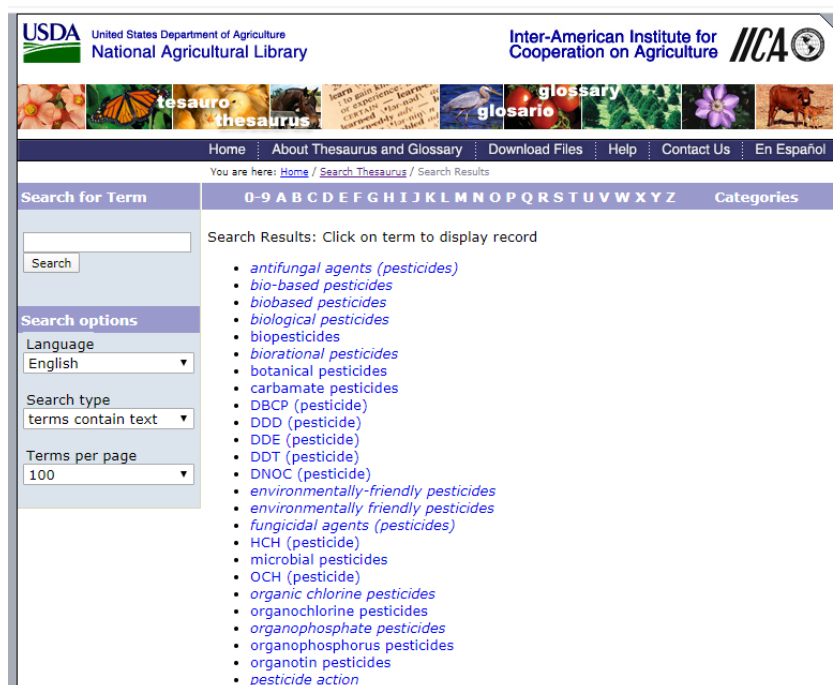 USDA
United States Department of Agriculture
National Agricultural Library
Inter-American Institute for
Cooperation on Agriculture
IICA
tesauro
thesaurus
glossary
glosario
Home
About Thesaurus and Glossary
Download Files
Help
Contact Us
En Español
You are here: Home / Search Thesaurus / Search Results
Search for Term
0-9 A B C D E F G H I J K L M N O P Q R S T U V W X Y Z
Categories
Search
Search options
Language
English
Search type
terms contain text
Terms per page
100
Search Results: Click on term to display record
antifungal agents (pesticides)
bio-based pesticides
biobased pesticides
biological pesticides
biopesticides
biorational pesticides
botanical pesticides
carbamate pesticides
DBCP (pesticide)
DDD (pesticide)
DDE (pesticide)
DDT (pesticide)
DNOC (pesticide)
environmentally-friendly pesticides
environmentally friendly pesticides
fungicidal agents (pesticides)
HCH (pesticide)
microbial pesticides
OCH (pesticide)
organic chlorine pesticides
organochlorine pesticides
organophosphate pesticides
organophosphorus pesticides
organotin pesticides
pesticide action